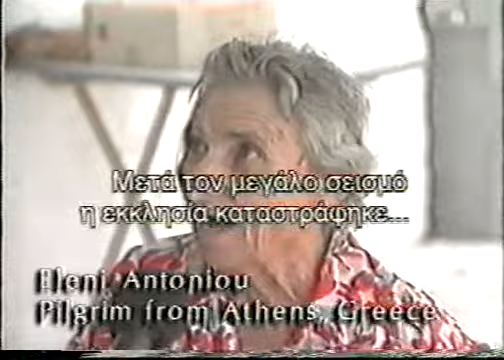 Μετά τον μεγάλο σεισμό
η εκκλησία καταστράφηκε...
Eleni Antoniou
Pilgrim from Athens, Greece